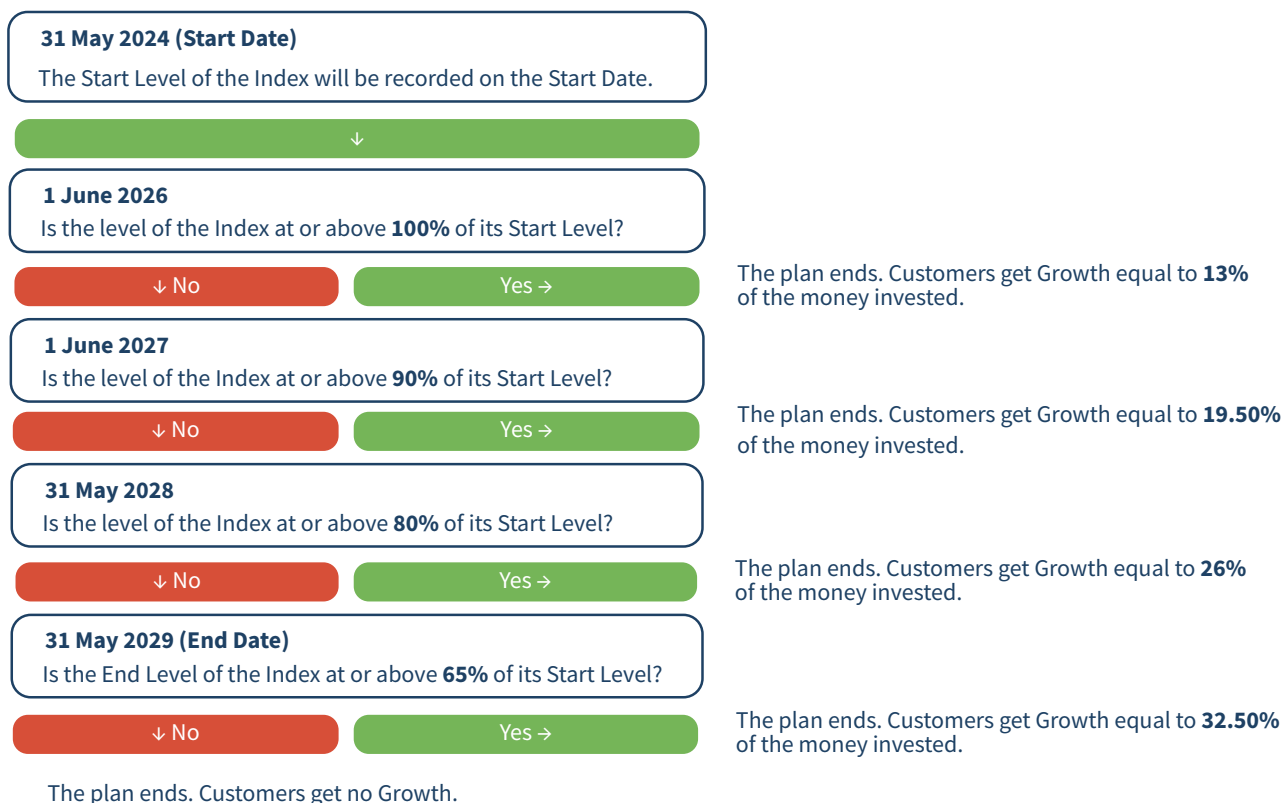 31 May 2024 (Start Date)
The Start Level of the Index will be recorded on the Start Date.
↓
1 June 2026
Is the level of the Index at or above 100% of its Start Level?
↓ No
Yes →
The plan ends. Customers get Growth equal to 13%
of the money invested.
1 June 2027
Is the level of the Index at or above 90% of its Start Level?
↓ No
Yes →
The plan ends. Customers get Growth equal to 19.50%
of the money invested.
31 May 2028
Is the level of the Index at or above 80% of its Start Level?
↓ No
Yes →
The plan ends. Customers get Growth equal to 26%
of the money invested.
31 May 2029 (End Date)
Is the End Level of the Index at or above 65% of its Start Level?
↓ No
Yes →
The plan ends. Customers get Growth equal to 32.50%
of the money invested.
The plan ends. Customers get no Growth.